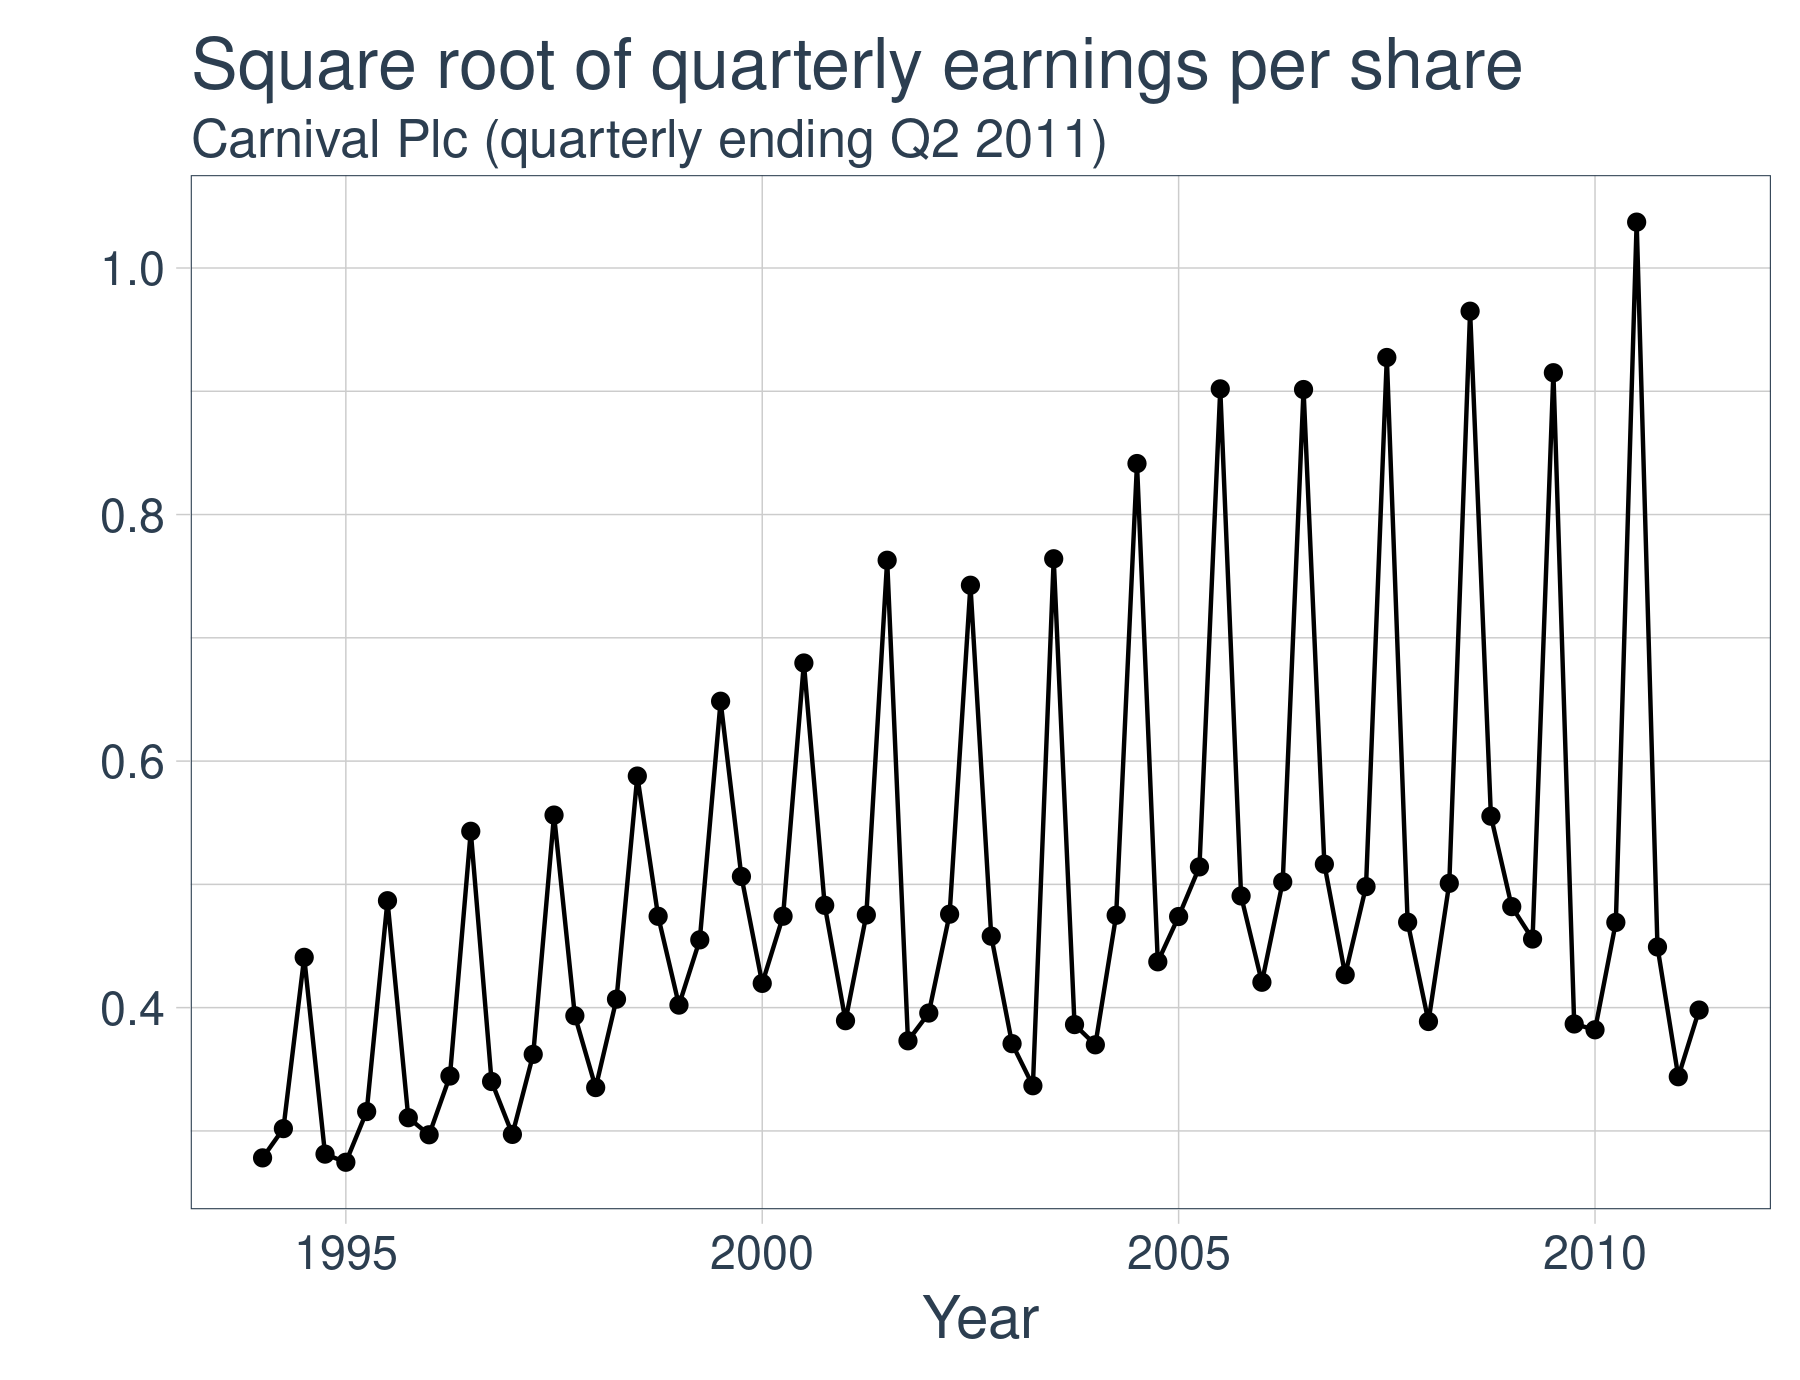 Square root of quarterly earnings per share
Carnival Plc (quarterly ending Q2 2011)
1.0
0.8
0.6
0.4
1995 2000 2005 2010
Year